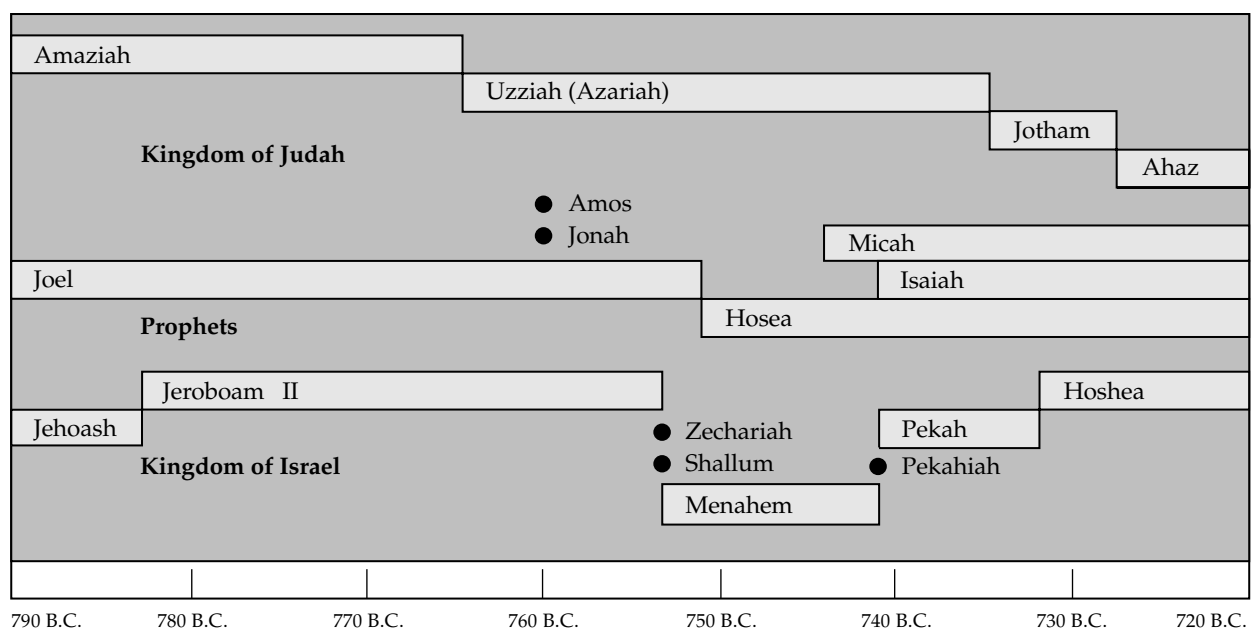 Amaziah
Uzziah (Azariah)
Jotham
Kingdom of Judah
Ahaz
Amos
Jonah
Micah
Joel
Isaiah
Prophets
Hosea
Jeroboam II
Hoshea
Jehoash
Zechariah
Pekah
Kingdom of Israel
Shallum
Pekahiah
Menahem
790 B.C. 780 B.C. 770 B.C. 760 B.C. 750 B.C. 740 B.C. 730 B.C. 720 B.C.